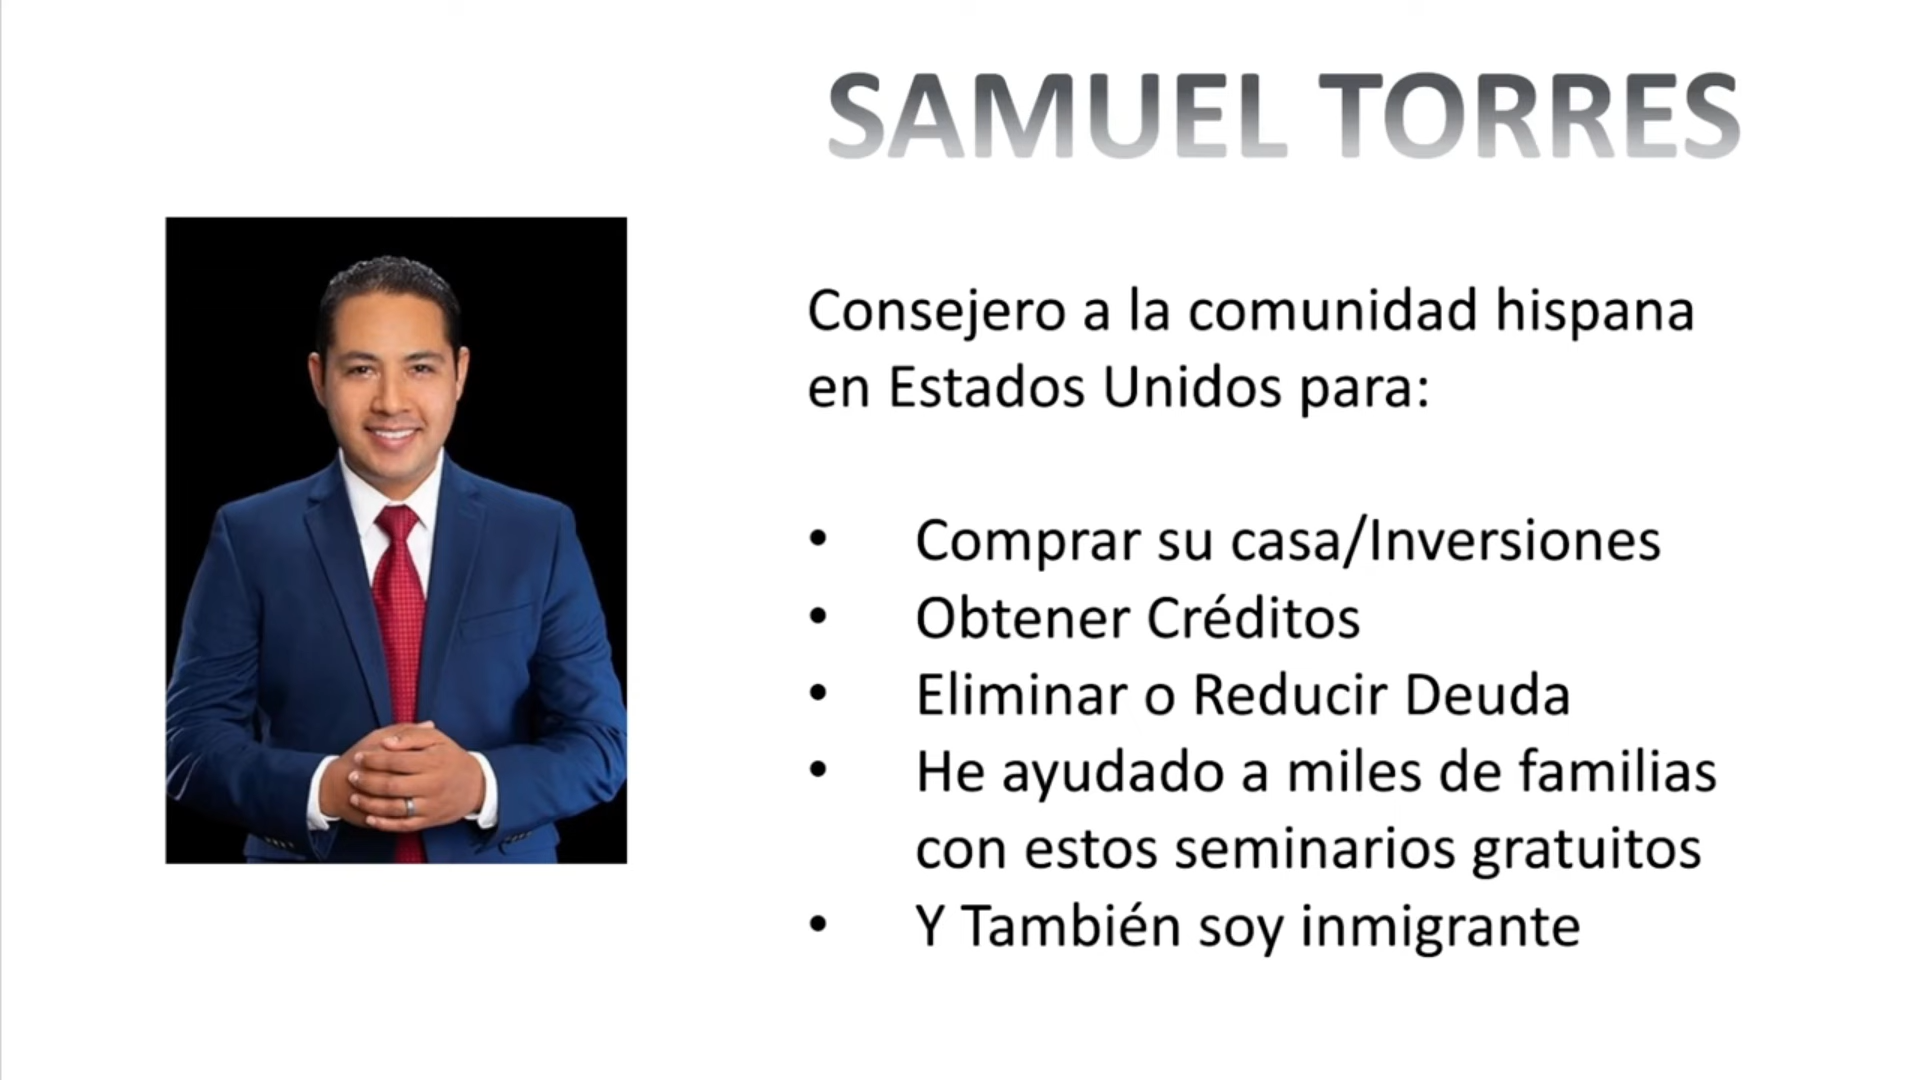 SAMUEL TORRES
Consejero a la comunidad hispana
en Estados Unidos para:
• Comprar su casa/Inversiones
• Obtener Créditos
• Eliminar o Reducir Deuda
• He ayudado a miles de familias
con estos seminarios gratuitos
• Y También soy inmigrante